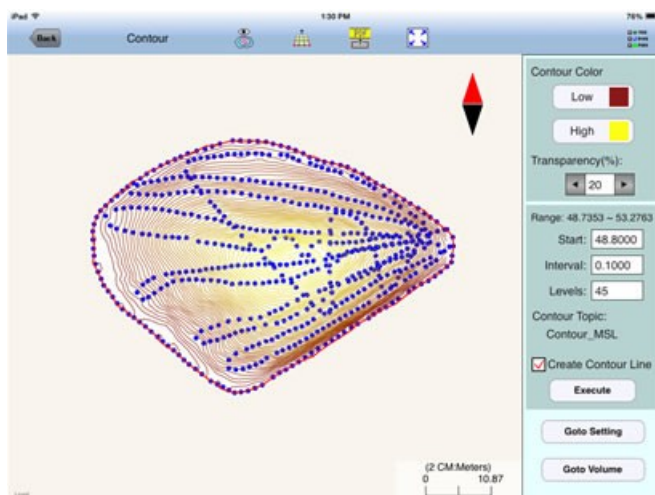 iPad
1:30 PM
76%
Back
Contour
PDF
Contour Color
Low
High
Transparency(%):
20
Range: 48.7353 ~ 53.2763
Start: 48.8000
Interval: 0.1000
Levels: 45
Contour Topic:
Contour_MSL
Create Contour Line
Execute
Goto Setting
Goto Volume
(2 CM:Meters)
0 10.87